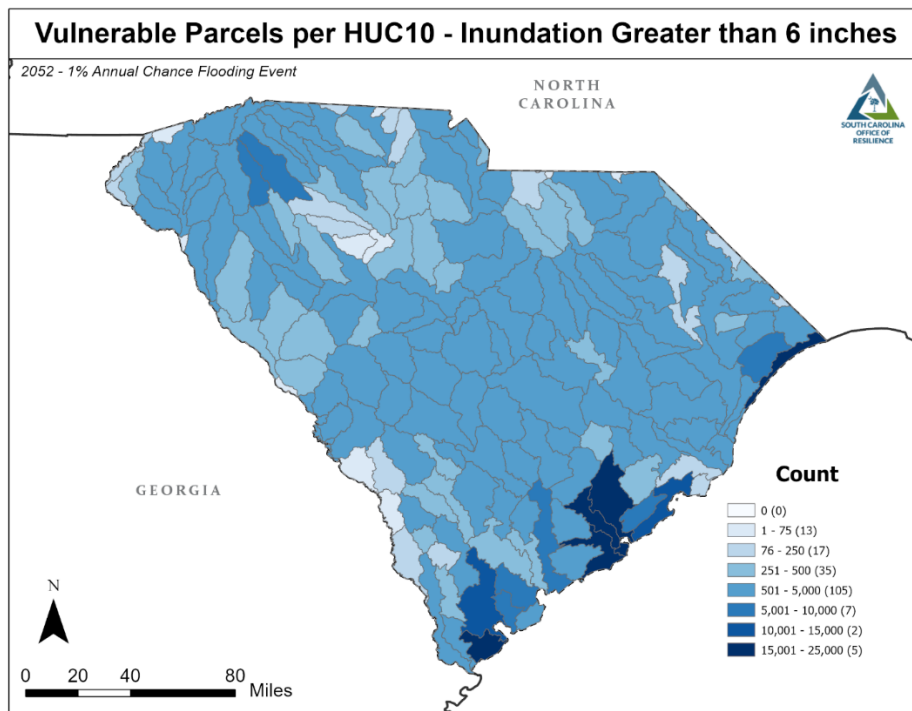 Vulnerable Parcels per HUC10 - Inundation Greater than 6 inches
2052 - 1% Annual Chance Flooding Event
NORTH
CAROLINA
SOUTH CAROLINA
OFFICE OF
RESILIENCE
GEORGIA
Count
0 (0)
1 - 75 (13)
76 - 250 (17)
251 - 500 (35)
501 - 5,000 (105)
5,001 - 10,000 (7)
10,001 - 15,000 (2)
15,001 - 25,000 (5)
N
0 20 40 60 80
Miles